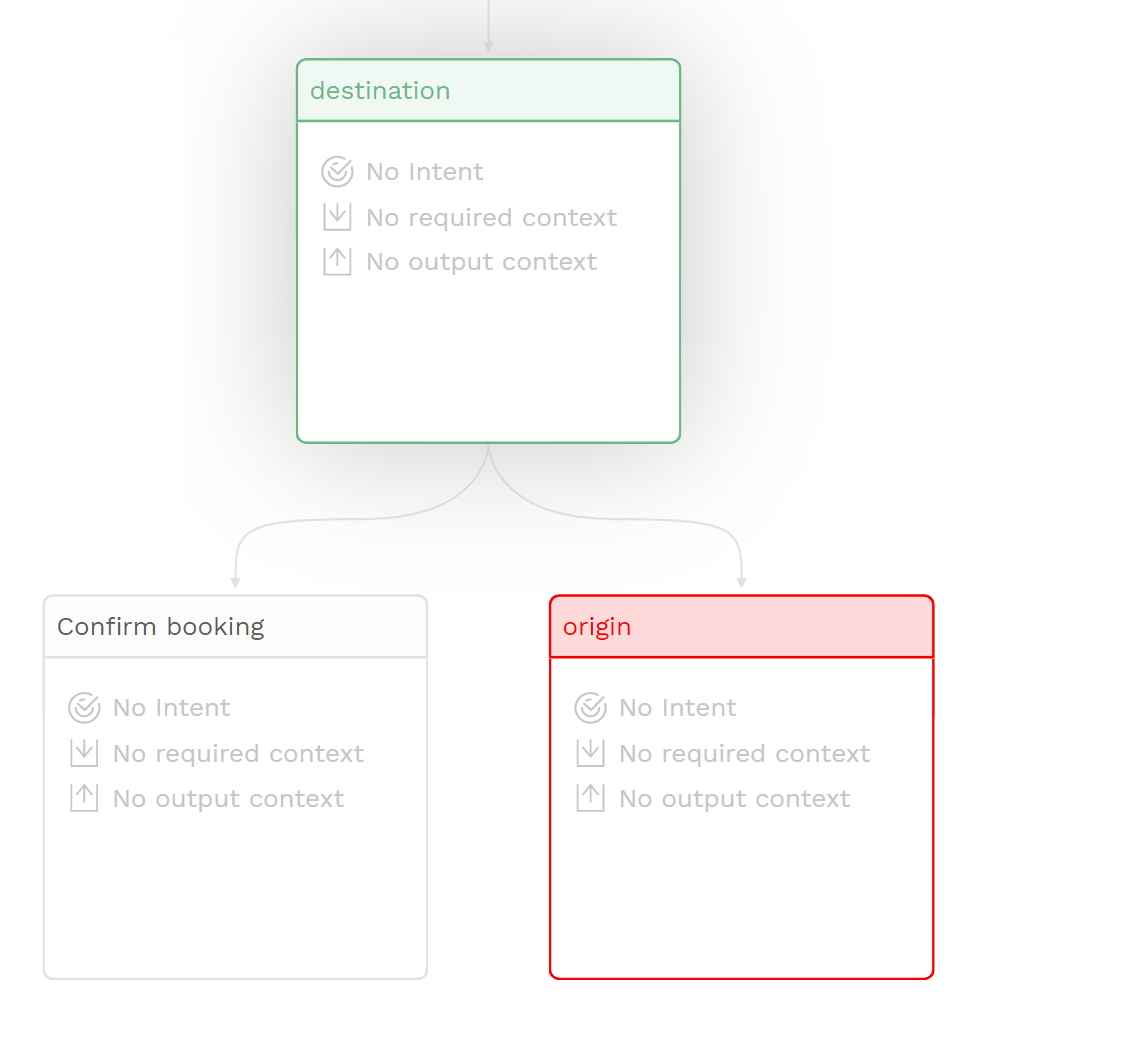 destination
No Intent
No required context
No output context
Confirm booking
No Intent
No required context
No output context
origin
No Intent
No required context
No output context